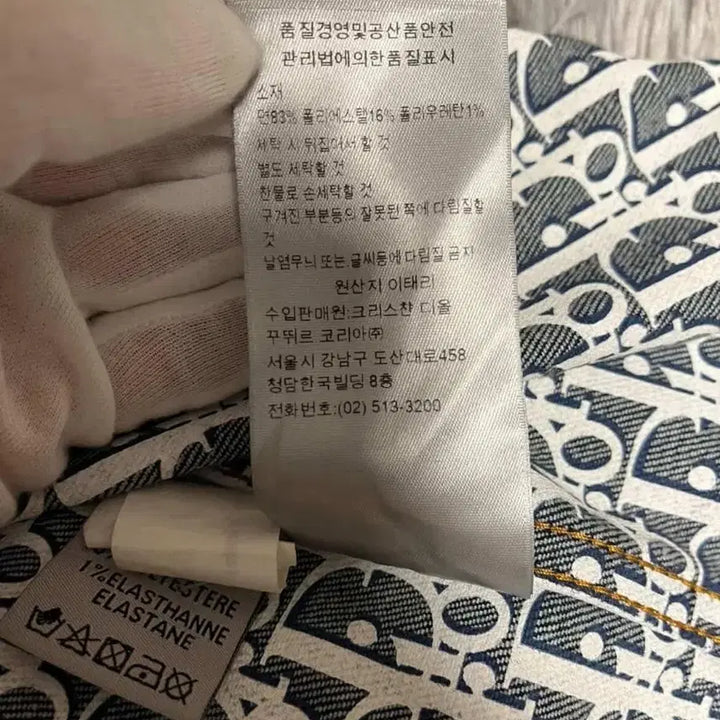 품질경영및공산품안전
관리법에의한품질표시
소재
면83% 폴리에스텔16% 폴리우레탄1%
세탁 시 뒤집어서 할 것
별도 세탁할 것
찬물로 손세탁할 것
구겨진 부분등의 잘못된 쪽에 다림질할
것
날염무늬 또는 글씨등에 다림질 금지
원산지 이태리
수입판매원:크리스챤 디올
꾸뛰르 코리아㈜
서울시 강남구 도산대로458
청담한국빌딩 8층
전화번호:(02) 513-3200
1%ELASTHANNE
ELASTANE
Dior